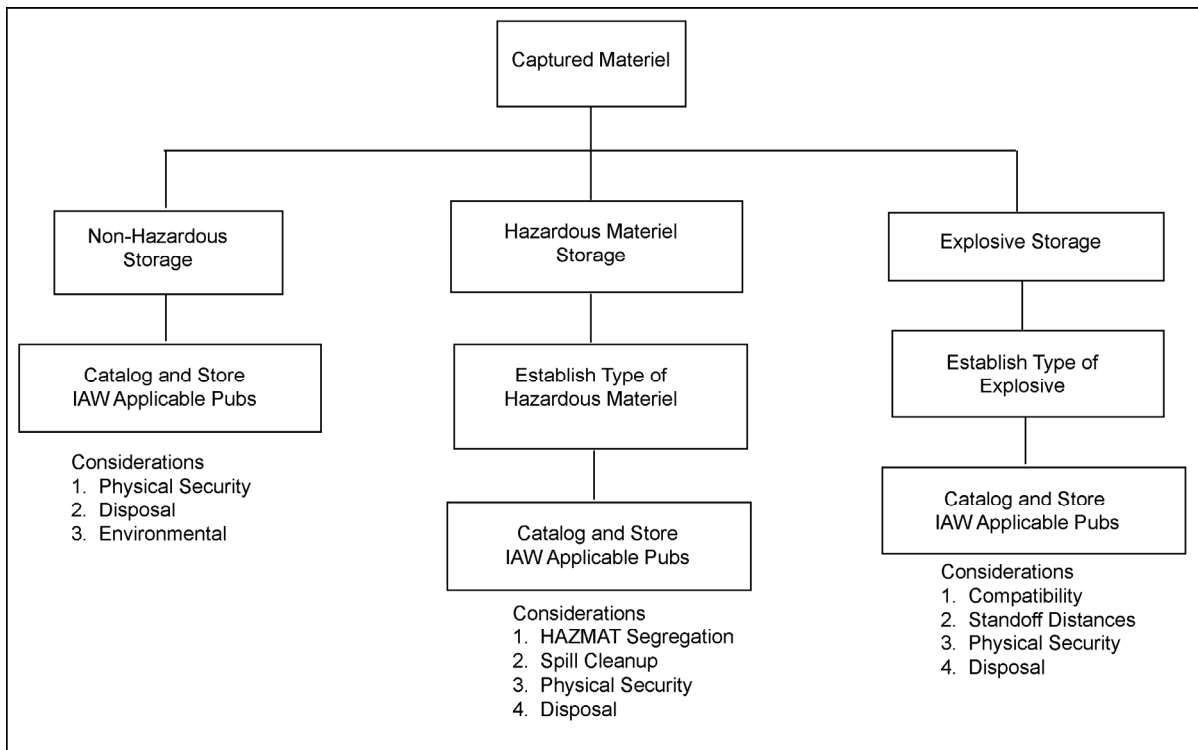 Captured Materiel
Non-Hazardous
Storage
Hazardous Materiel
Storage
Explosive Storage
Catalog and Store
IAW Applicable Pubs
Establish Type of
Hazardous Materiel
Establish Type of
Explosive
Considerations
1. Physical Security
2. Disposal
3. Environmental
Catalog and Store
IAW Applicable Pubs
Considerations
1. HAZMAT Segregation
2. Spill Cleanup
3. Physical Security
4. Disposal
Catalog and Store
IAW Applicable Pubs
Considerations
1. Compatibility
2. Standoff Distances
3. Physical Security
4. Disposal